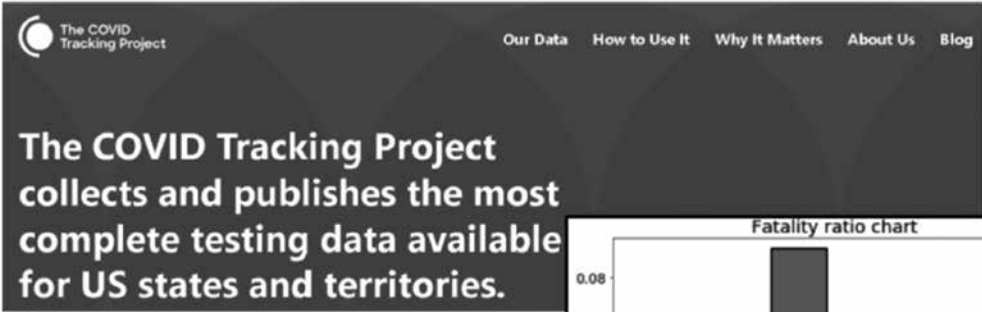 The COVID
Tracking Project
Our Data How to Use It Why It Matters About Us Blog
The COVID Tracking Project
collects and publishes the most
complete testing data available
for US states and territories.
Fatality ratio chart
0.08